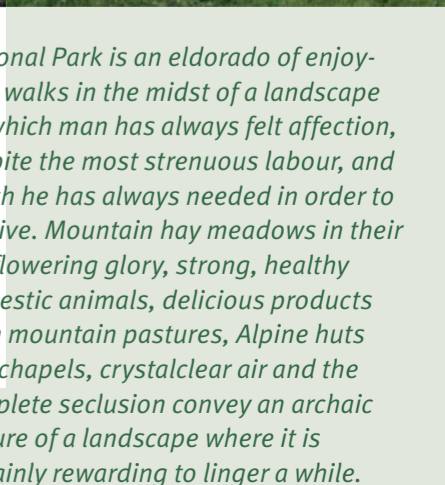 onal Park is an eldorado of enjoy-
walks in the midst of a landscape
which man has always felt affection,
pite the most strenuous labour, and
h he has always needed in order to
ive. Mountain hay meadows in their
flowering glory, strong, healthy
estic animals, delicious products
mountain pastures, Alpine huts
chapels, crystalclear air and the
plete seclusion convey an archaic
ure of a landscape where it is
ainly rewarding to linger a while.